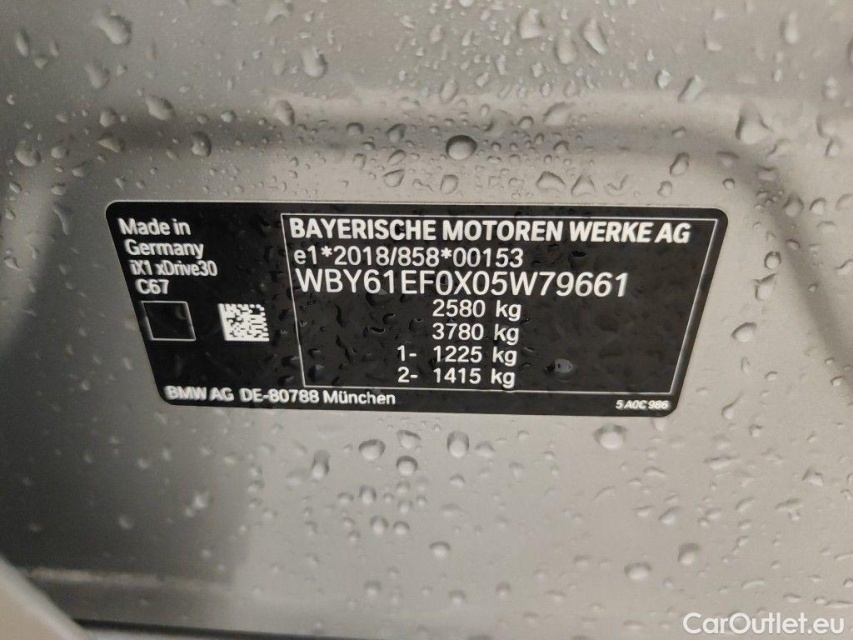 Made in
Germany
iX1 xDrive30
C67
BAYERISCHE MOTOREN WERKE AG
e1*2018/858*00153
WBY61EF0X05W79661
2580 kg
3780 kg
1- 1225 kg
2- 1415 kg
BMW AG DE-80788 München
5 A0C 986
CarOutlet.eu